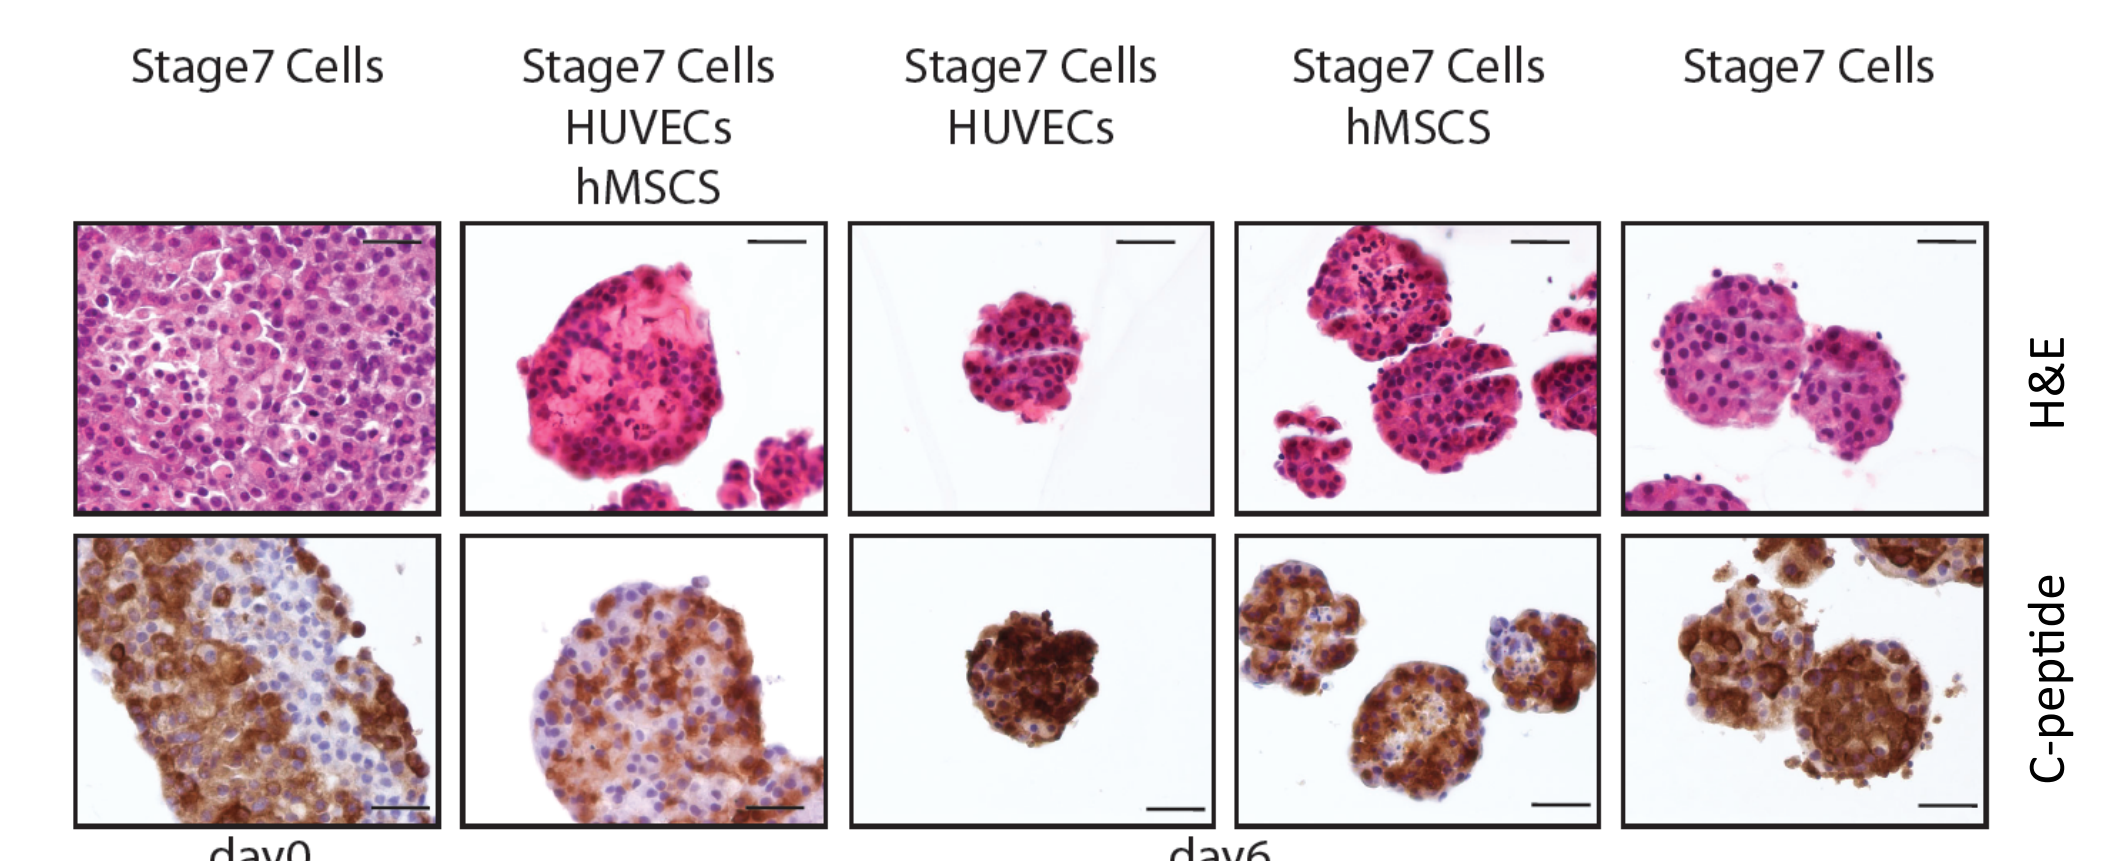 Stage7 Cells
Stage7 Cells
HUVECs
hMSCS
Stage7 Cells
HUVECs
Stage7 Cells
hMSCS
Stage7 Cells
H&E
C-peptide
day0
day6